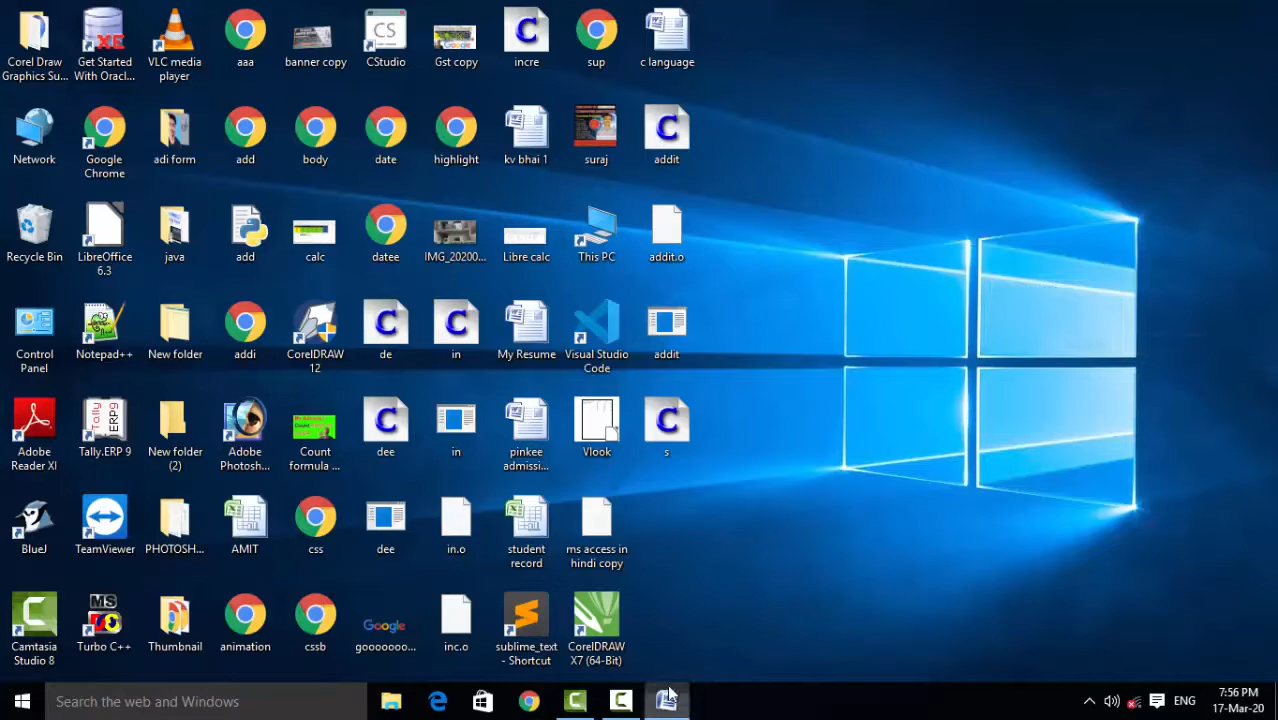 Corel Draw
Graphics Su...
Get Started
With Oracl...
VLC media
player
aaa
banner copy
CStudio
Gst copy
incre
sup
c language
Network
Google
Chrome
adi form
add
body
date
highlight
kv bhai 1
suraj
addit
Recycle Bin
LibreOffice
6.3
java
add
calc
datee
IMG_20200...
Libre calc
This PC
addit.o
Control
Panel
Notepad++
New folder
addi
CorelDRAW
12
de
in
My Resume
Visual Studio
Code
addit
Adobe
Reader XI
Tally.ERP 9
New folder
(2)
Adobe
Photosh...
Count
formula ...
dee
in
pinkee
admissi...
Vlook
s
BlueJ
TeamViewer
PHOTOSH...
AMIT
css
dee
in.o
student
record
ms access in
hindi copy
Camtasia
Studio 8
Turbo C++
Thumbnail
animation
cssb
gooooooo...
inc.o
sublime_text
- Shortcut
CorelDRAW
X7 (64-Bit)
Search the web and Windows
ENG
7:56 PM
17-Mar-20